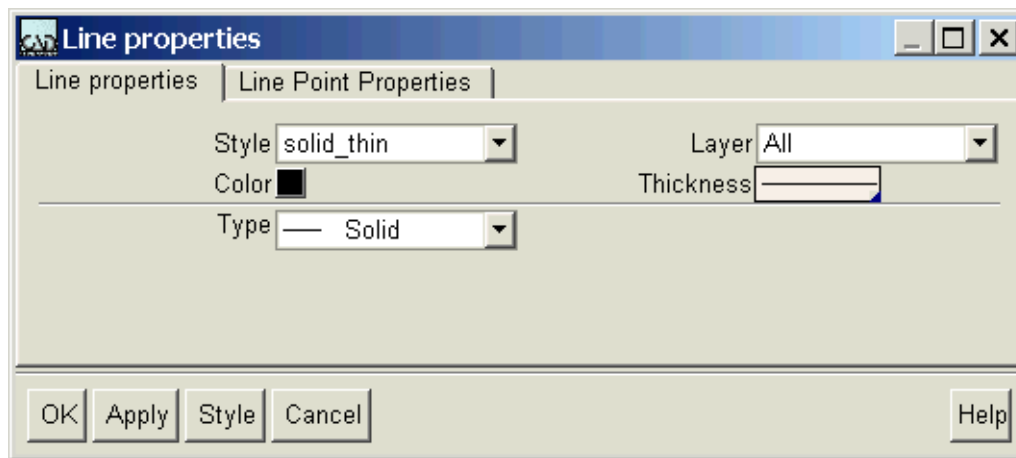 CAD Line properties
Line properties Line Point Properties
Style solid_thin Layer All
Color Thickness
Type Solid
OK Apply Style Cancel Help